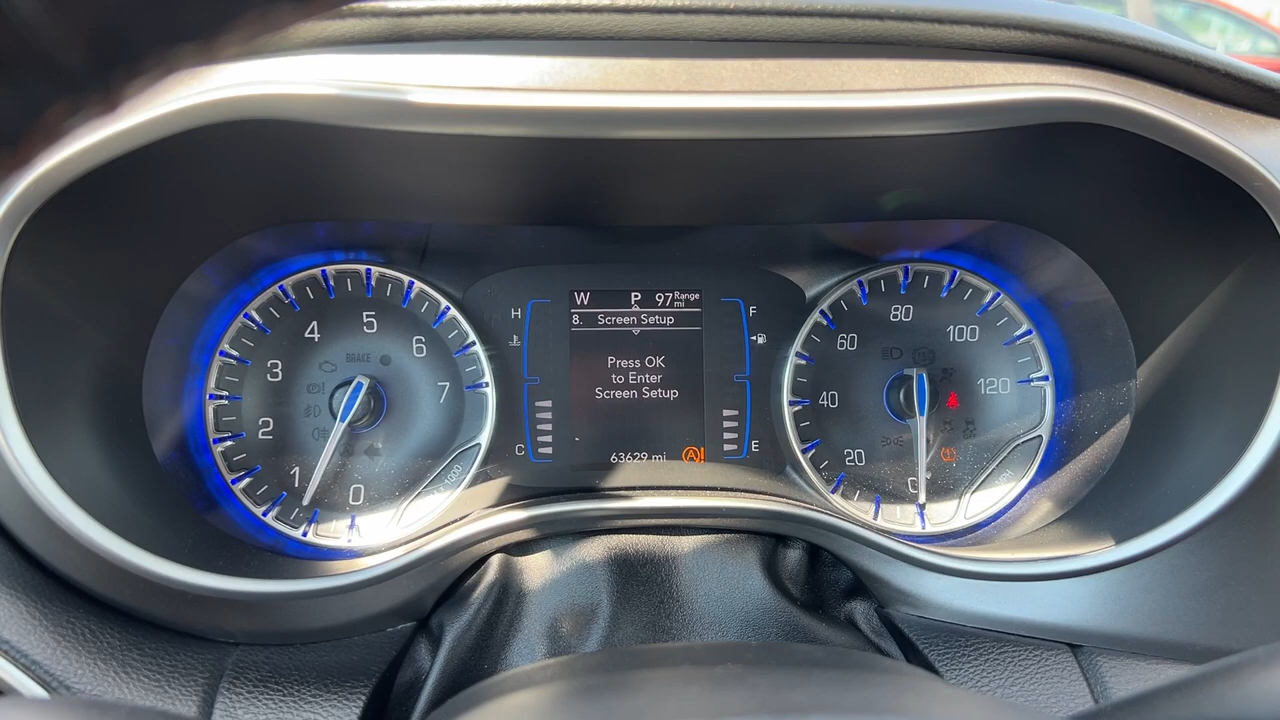 0
1
2
3
4
5
6
7
BRAKE
H
C
W P 97 Range mi
8. Screen Setup
Press OK
to Enter
Screen Setup
63629 mi
A!
F
E
20
40
60
80
100
120
MPH